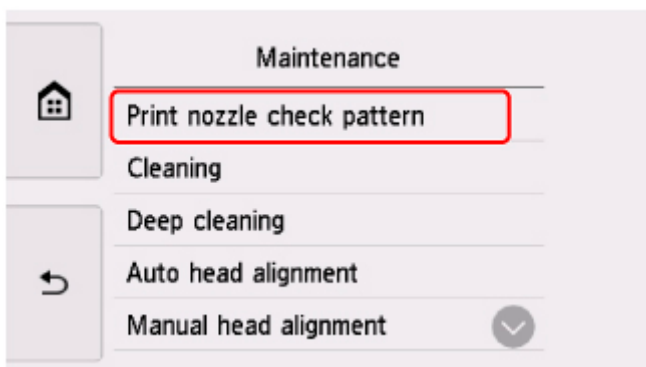 Maintenance
Print nozzle check pattern
Cleaning
Deep cleaning
Auto head alignment
Manual head alignment